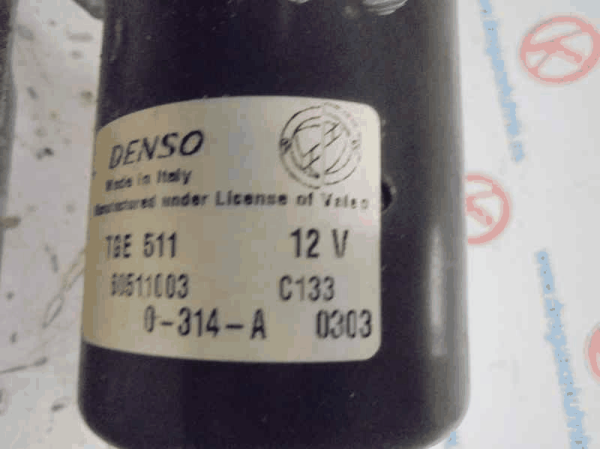 DENSO
Made in Italy
Manufactured under License of Valeo
TGE 511 12 V
60511003 C133
0-314-A 0303